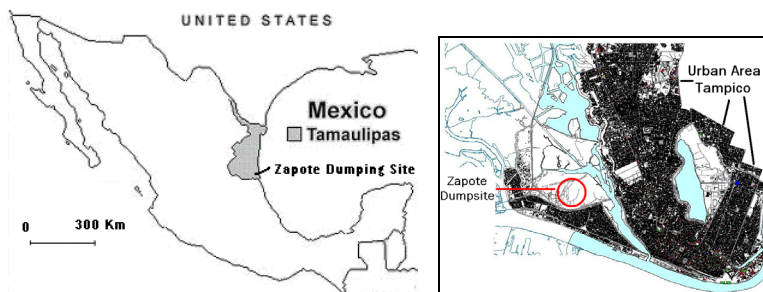 UNITED STATES
Mexico
Tamaulipas
Zapote Dumping Site
0 300 Km
Urban Area
Tampico
Zapote
Dumpsite